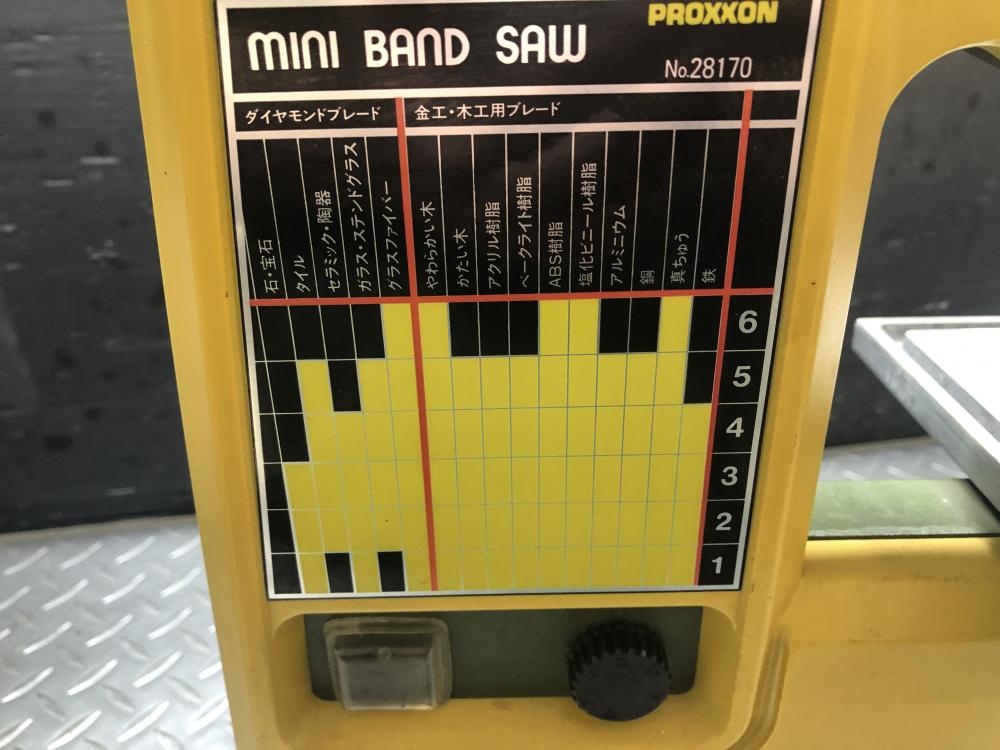 PROXXON
MINI BAND SAW
No.28170
ダイヤモンドブレード
金工・木工用ブレード
石・宝石
タイル
セラミック・陶器
ガラス・ステンドグラス
グラスファイバー
やわらかい木
かたい木
アクリル樹脂
ベークライト樹脂
ABS樹脂
塩化ビニール樹脂
アルミニウム
銅
真ちゅう
鉄
6
5
4
3
2
1